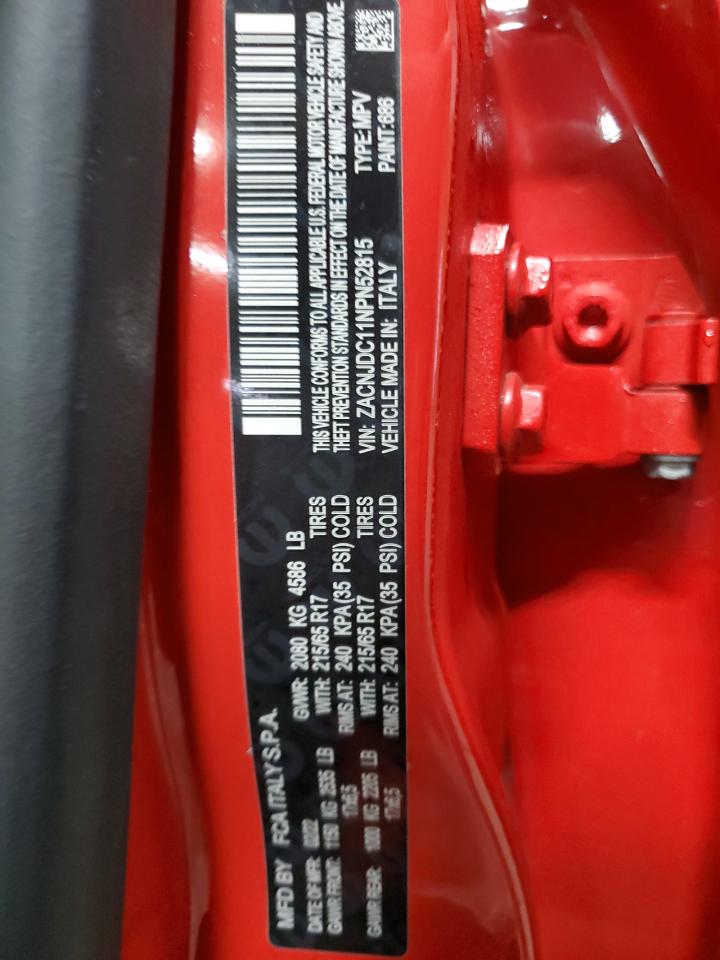 MFD BY FCA ITALY S.P.A.
DATE OF MFR:
GVWR: 2080 KG 4586 LB
GAWR FRONT: 1150 KG 2535 LB
WITH: 215/65 R17 TIRES
17x6.5
RIMS AT: 240 KPA(35 PSI) COLD
GAWR REAR: 1000 KG 2205 LB
WITH: 215/65 R17 TIRES
17x6.5
RIMS AT: 240 KPA(35 PSI) COLD
THIS VEHICLE CONFORMS TO ALL APPLICABLE U.S. FEDERAL MOTOR VEHICLE SAFETY AND
THEFT PREVENTION STANDARDS IN EFFECT ON THE DATE OF MANUFACTURE SHOWN ABOVE.
VIN: ZACNJDC11NPN52815 TYPE:MPV
VEHICLE MADE IN: ITALY PAINT:686